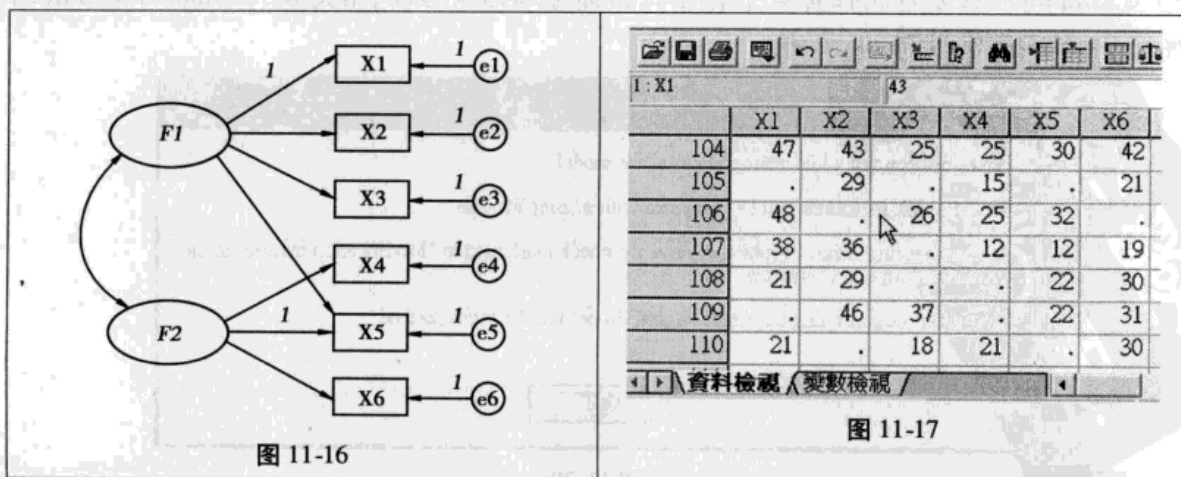 1
X1
1
e1
F1
X2
1
e2
X3
1
e3
X4
1
e4
F2
1
X5
1
e5
X6
1
e6
图 11-16
1 : X1 43
X1 X2 X3 X4 X5 X6
104 47 43 25 25 30 42
105 . 29 . 15 . 21
106 48 . 26 25 32 .
107 38 36 . 12 12 19
108 21 29 . . 22 30
109 . 46 37 . 22 31
110 21 . 18 21 . 30
資料檢視 變數檢視
图 11-17